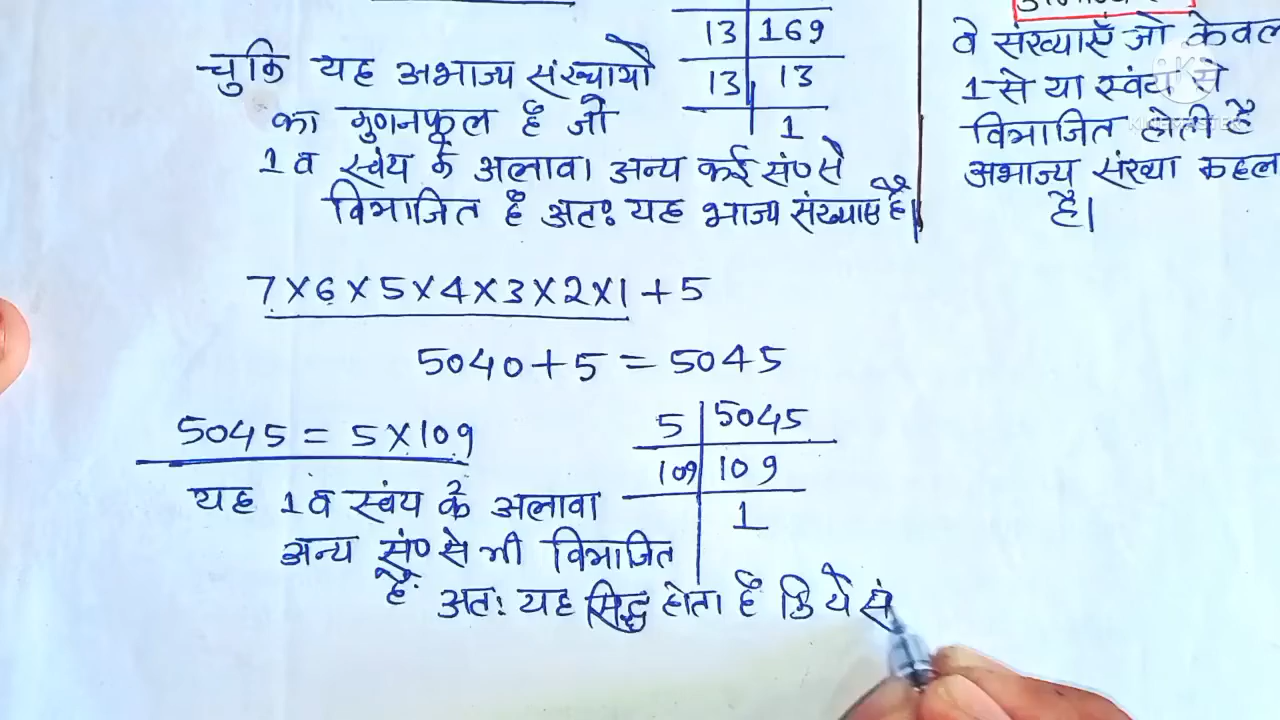 13 | 169
चुकि यह अभाज्य संख्यायो
13 | 13
का गुणनफूल है जो
1
1 व स्वंय के अलावा अन्य कई सं० से
विभाजित है अतः यह भाज्य संख्याए है।
वे संख्याएँ जो केवल
1 से या स्वंय से
विभाजित होती है
अभाज्य संख्या कहल
है।
7×6×5×4×3×2×1+5
5040+5=5045
5045=5×109
5 | 5045
109 | 109
1
यह 1 व स्वंय के अलावा
अन्य सं० से भी विभाजित
है अतः यह सिद्ध होता है कि ये सं